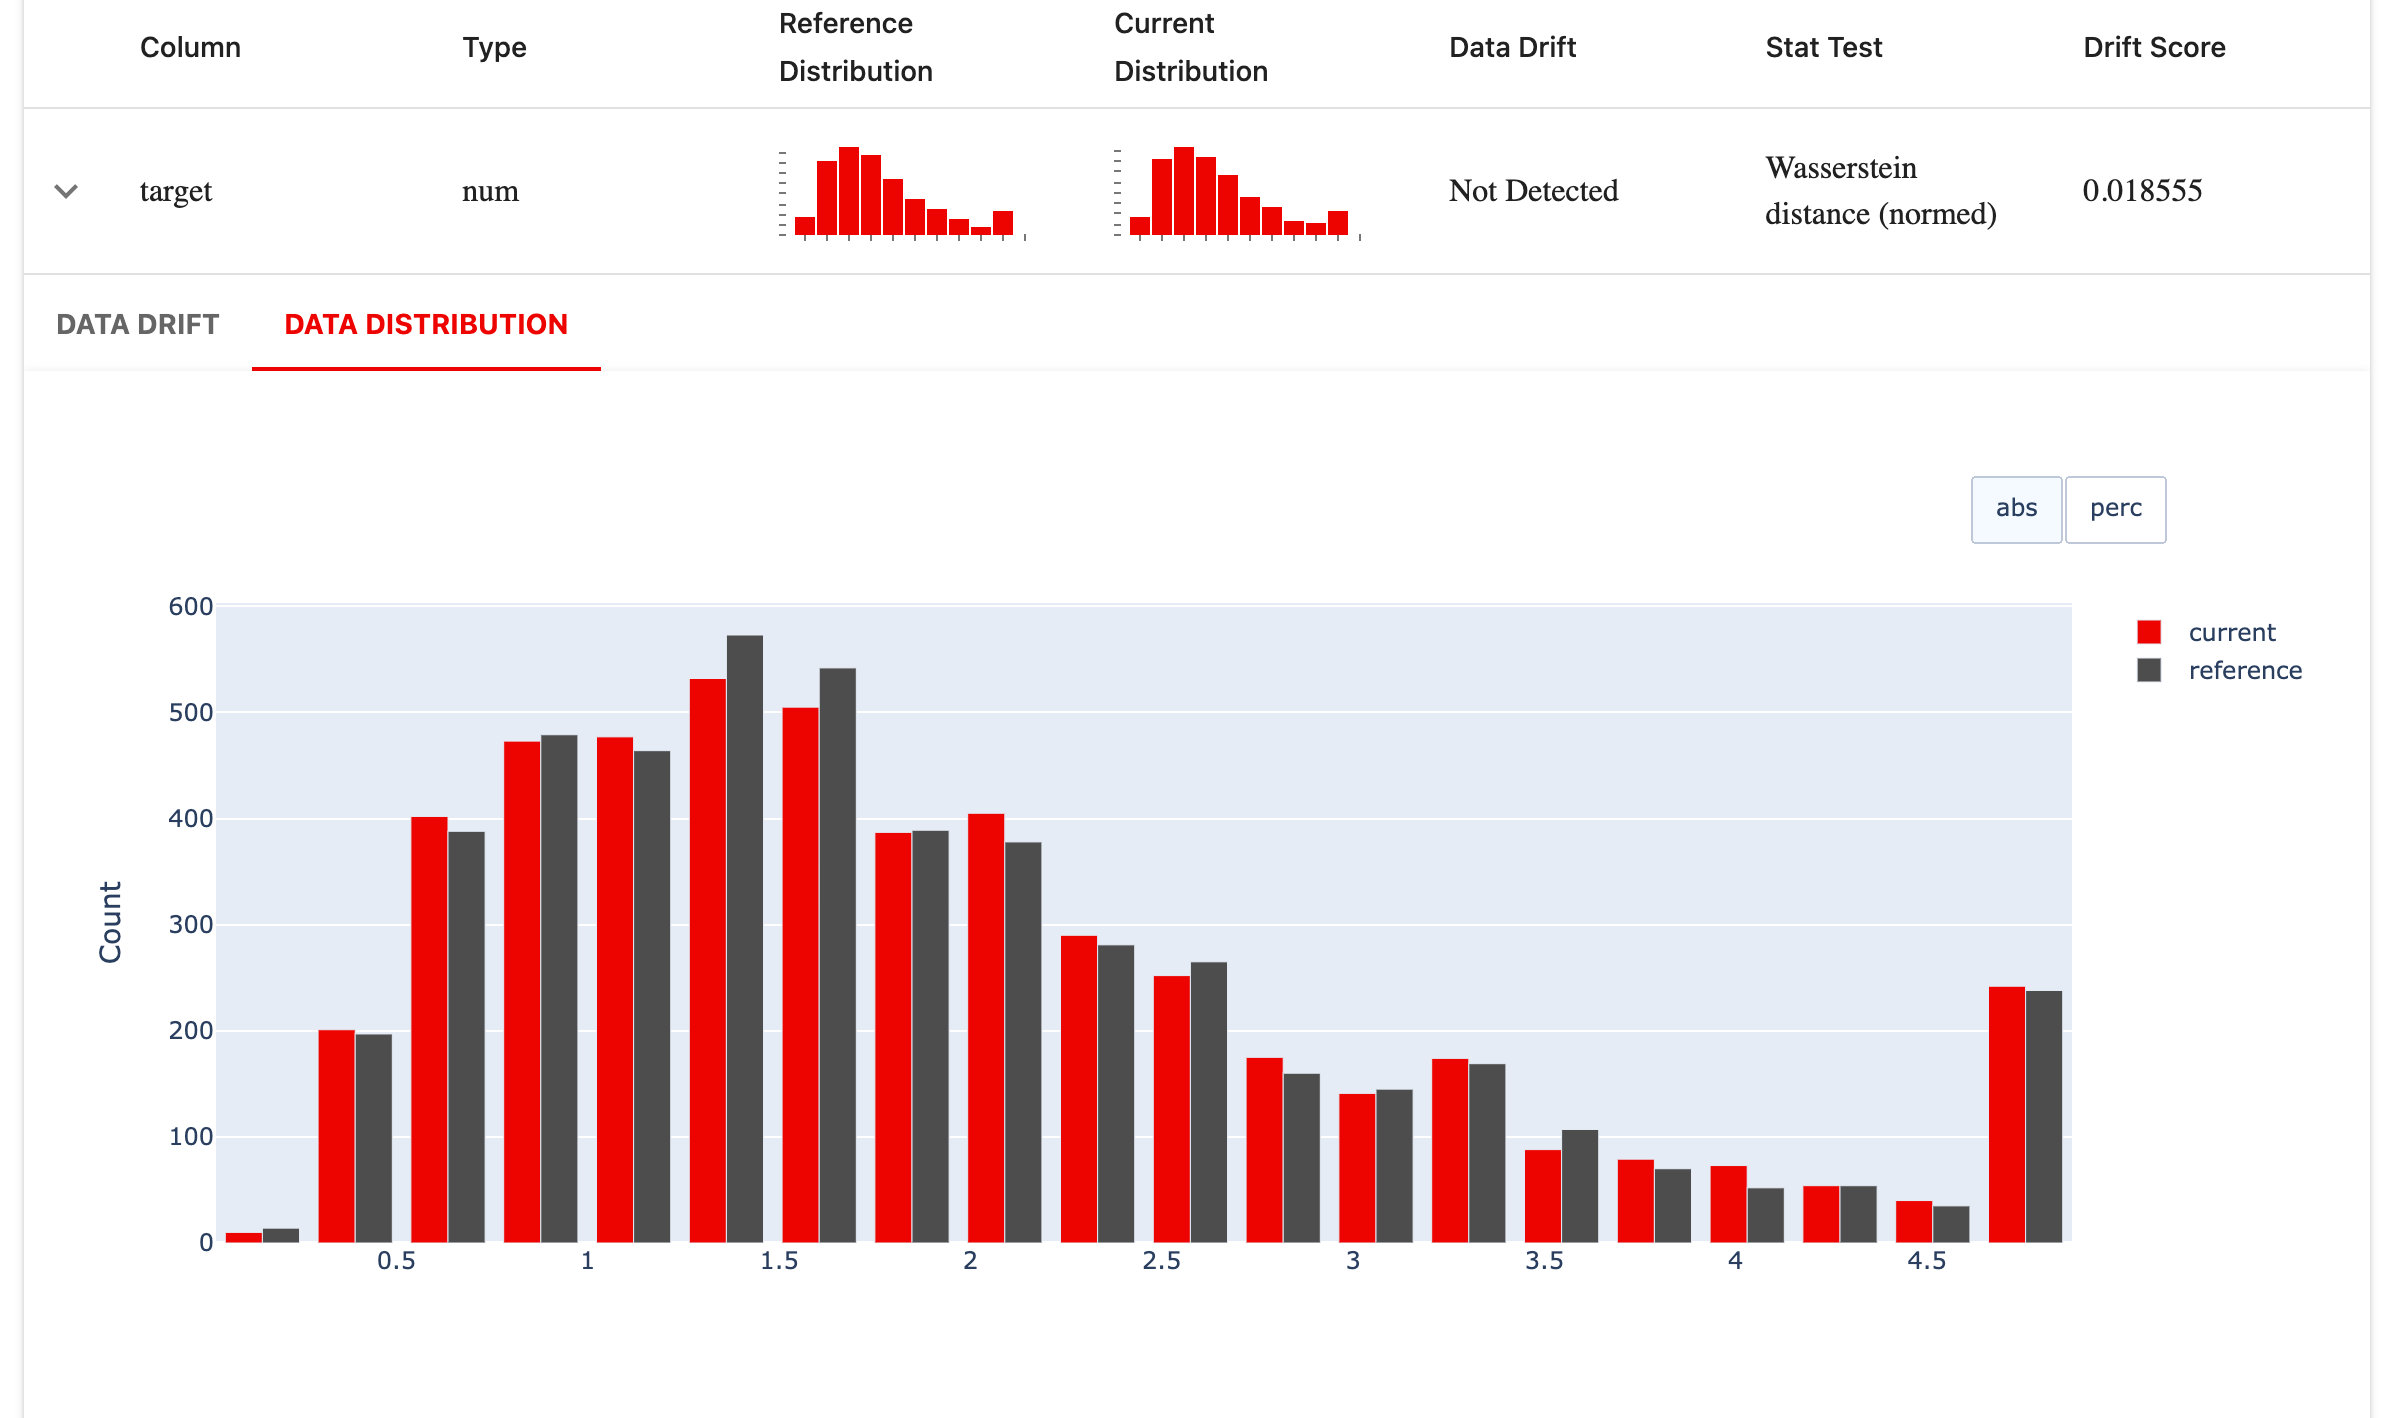 Column
Type
Reference
Distribution
Current
Distribution
Data Drift
Stat Test
Drift Score
target
num
Not Detected
Wasserstein
distance (normed)
0.018555
DATA DRIFT
DATA DISTRIBUTION
abs
perc
600
500
400
300
200
100
0
Count
0.5
1
1.5
2
2.5
3
3.5
4
4.5
current
reference